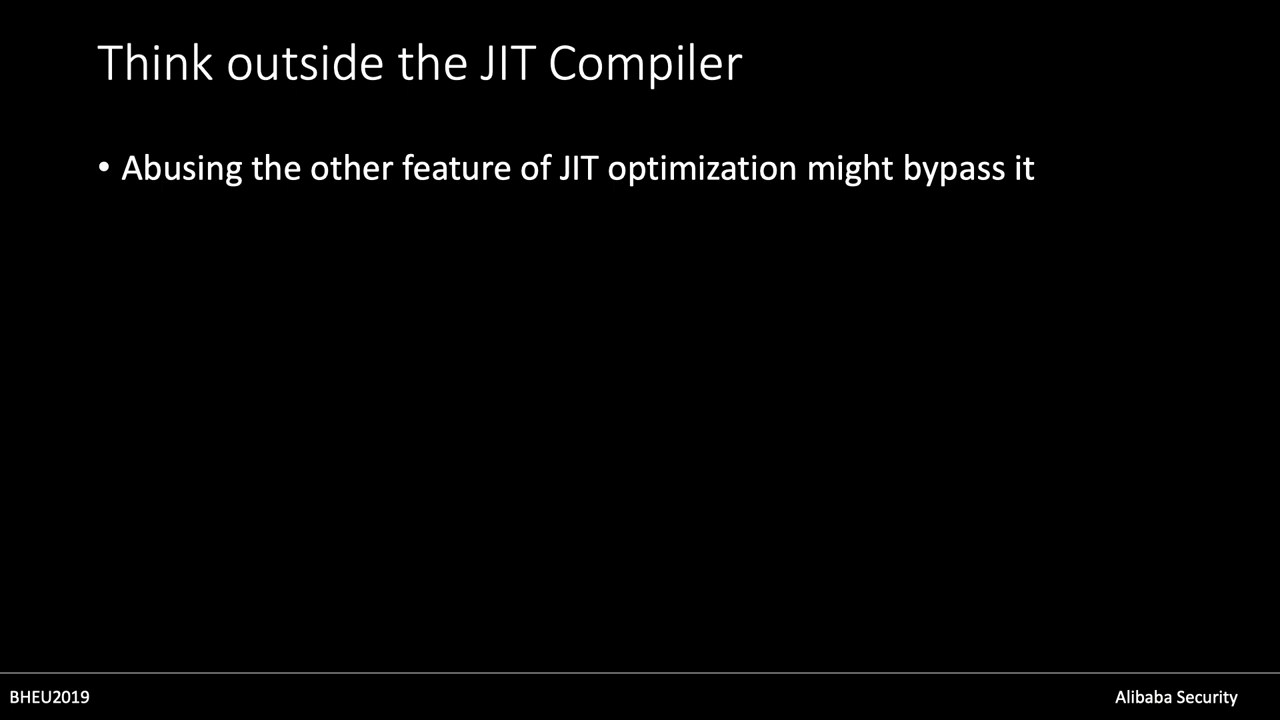 Think outside the JIT Compiler
• Abusing the other feature of JIT optimization might bypass it
BHEU2019
Alibaba Security